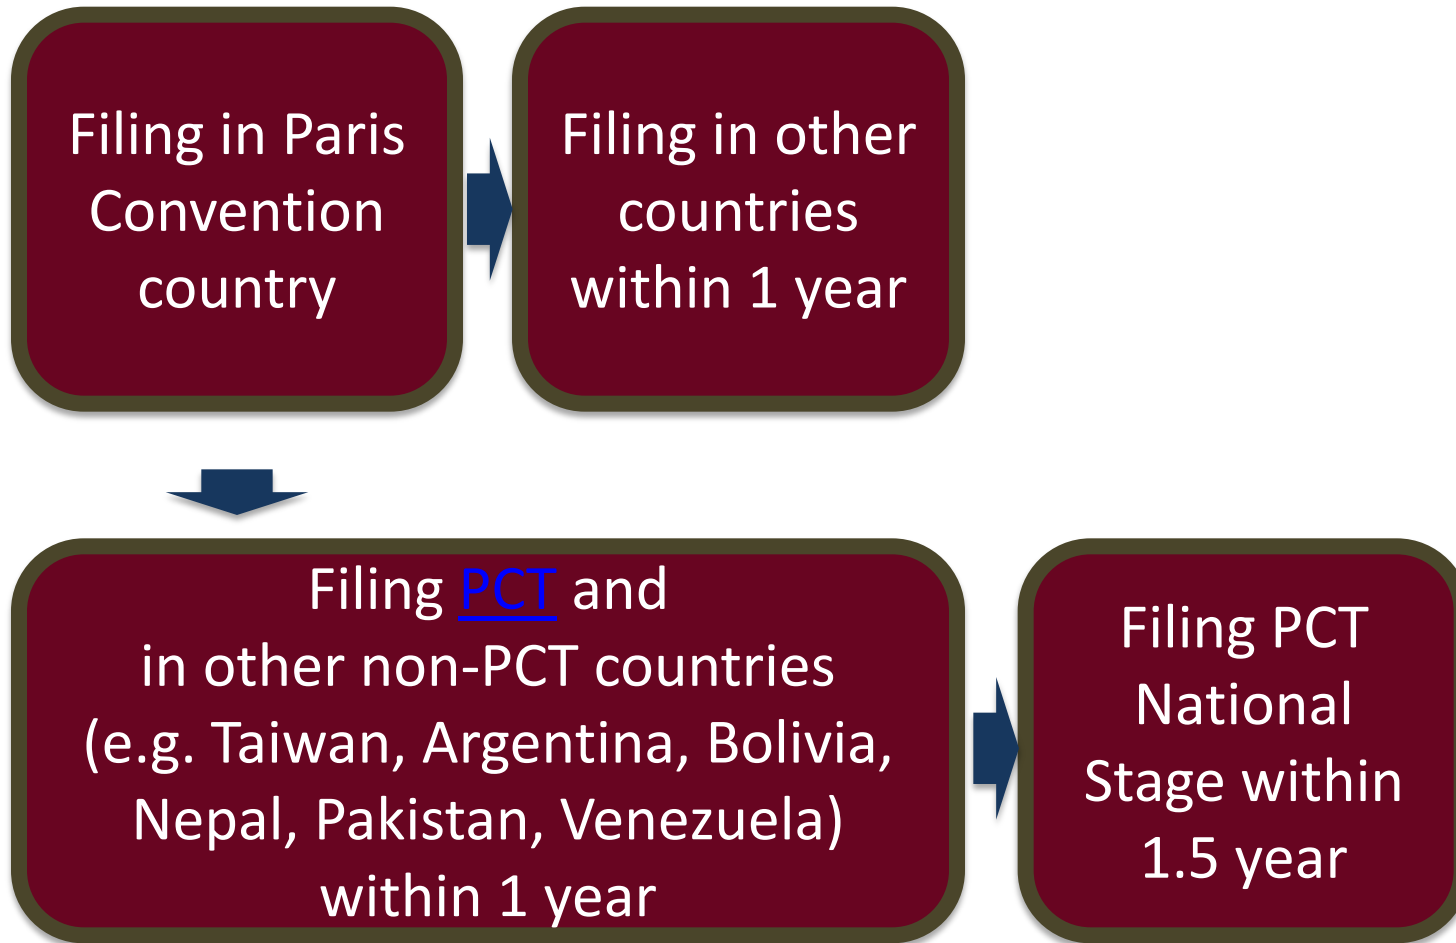 Filing in Paris
Convention
country
Filing in other
countries
within 1 year
Filing PCT and
in other non-PCT countries
(e.g. Taiwan, Argentina, Bolivia,
Nepal, Pakistan, Venezuela)
within 1 year
Filing PCT
National
Stage within
1.5 year